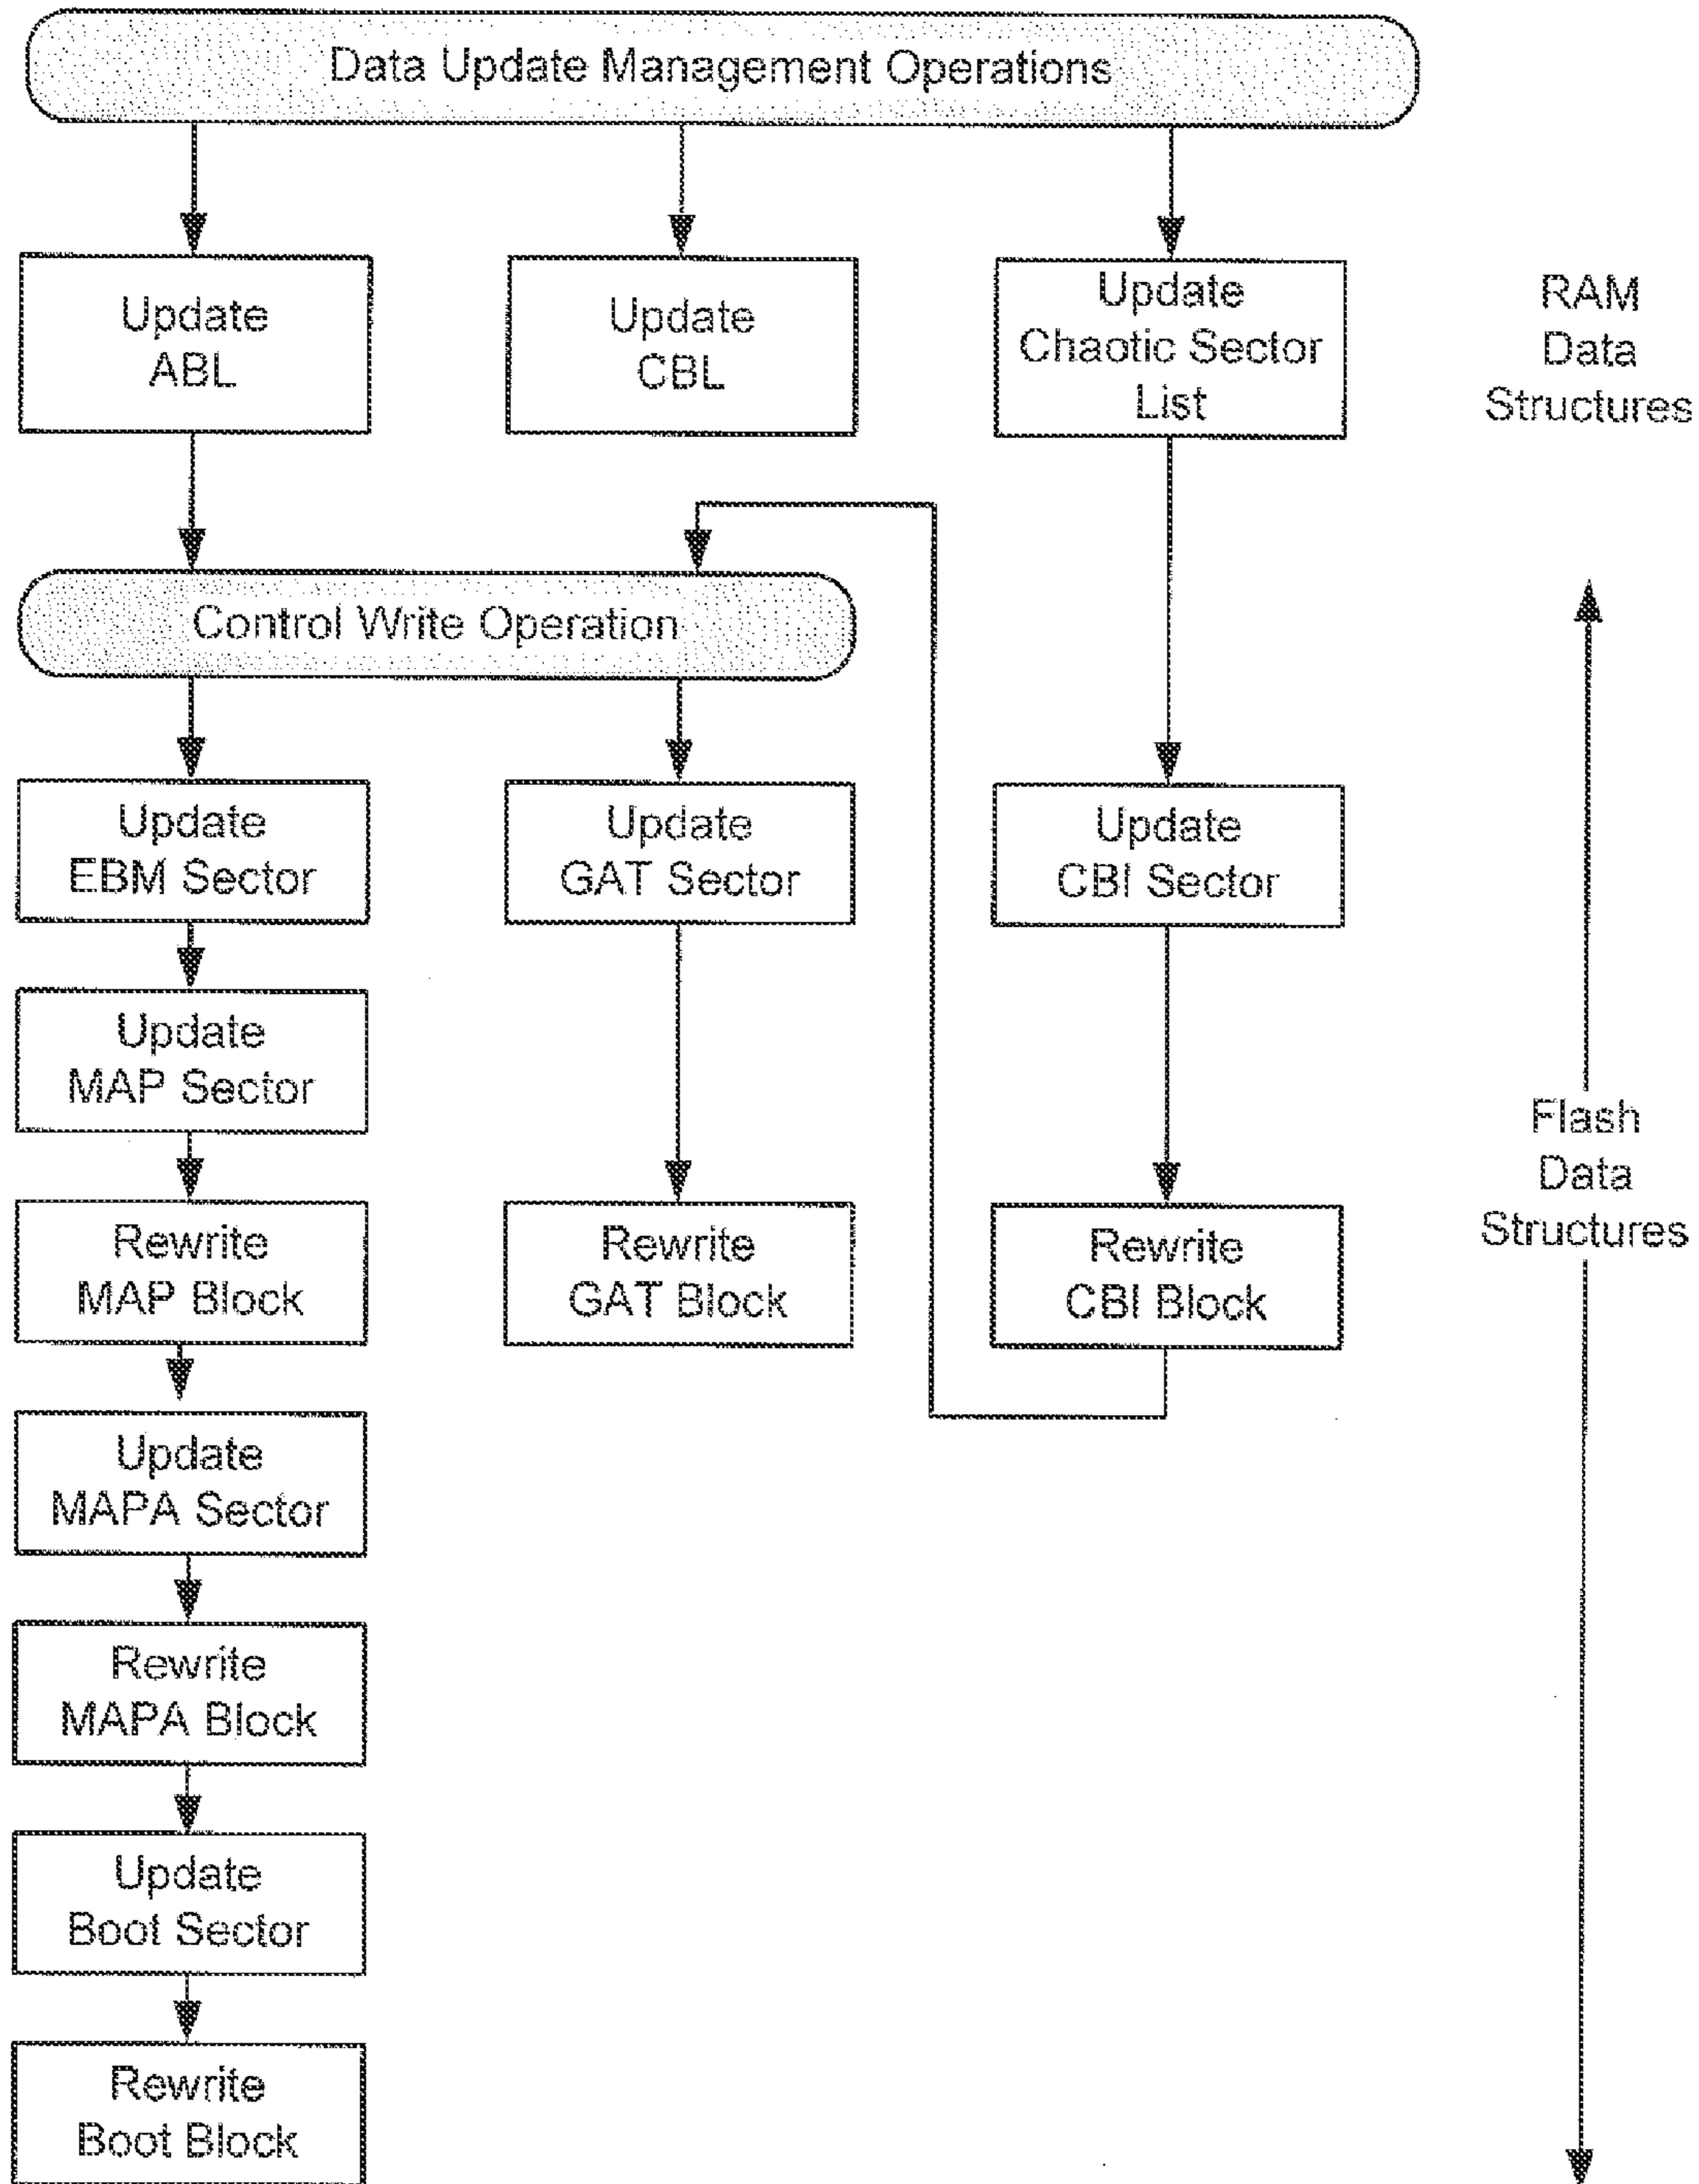 Data Update Management Operations
Update
ABL
Update
CBL
Update
Chaotic Sector
List
RAM
Data
Structures
Control Write Operation
Update
EBM Sector
Update
GAT Sector
Update
CBI Sector
Update
MAP Sector
Flash
Data
Structures
Rewrite
MAP Block
Rewrite
GAT Block
Rewrite
CBI Block
Update
MAPA Sector
Rewrite
MAPA Block
Update
Boot Sector
Rewrite
Boot Block